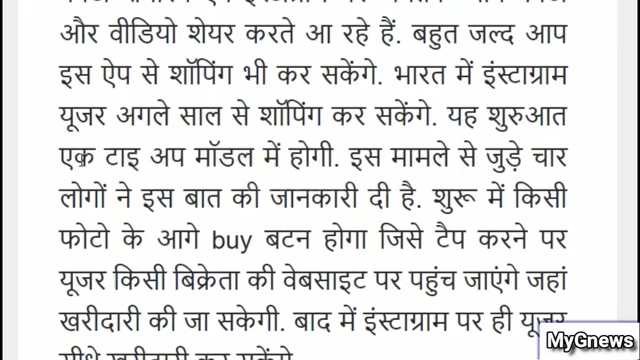 और वीडियो शेयर करते आ रहे हैं. बहुत जल्द आप
इस ऐप से शॉपिंग भी कर सकेंगे. भारत में इंस्टाग्राम
यूजर अगले साल से शॉपिंग कर सकेंगे. यह शुरुआत
एक टाइ अप मॉडल में होगी. इस मामले से जुड़े चार
लोगों ने इस बात की जानकारी दी है. शुरू में किसी
फोटो के आगे buy बटन होगा जिसे टैप करने पर
यूजर किसी बिक्रेता की वेबसाइट पर पहुंच जाएंगे जहां
खरीदारी की जा सकेगी. बाद में इंस्टाग्राम पर ही यूजर
MyGnews